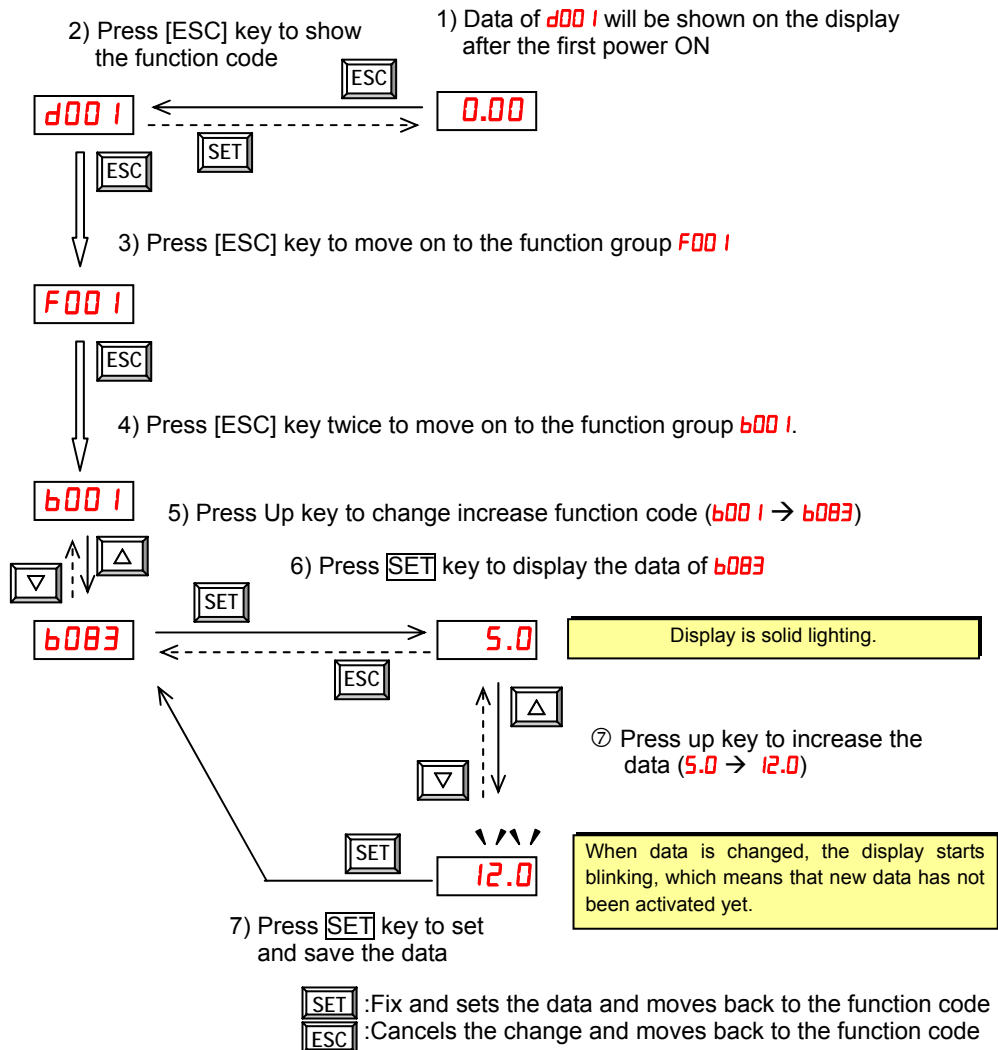 1) Data of d001 will be shown on the display
after the first power ON
2) Press [ESC] key to show
the function code
ESC
d001
0.00
SET
ESC
3) Press [ESC] key to move on to the function group F001
F001
ESC
4) Press [ESC] key twice to move on to the function group b001.
b001
5) Press Up key to change increase function code (b001 → b083)
△
▽
6) Press SET key to display the data of b083
SET
b083
5.0
Display is solid lighting.
ESC
△
⑦ Press up key to increase the
data (5.0 → 12.0)
▽
SET
12.0
When data is changed, the display starts
blinking, which means that new data has not
been activated yet.
7) Press SET key to set
and save the data
SET :Fix and sets the data and moves back to the function code
ESC :Cancels the change and moves back to the function code